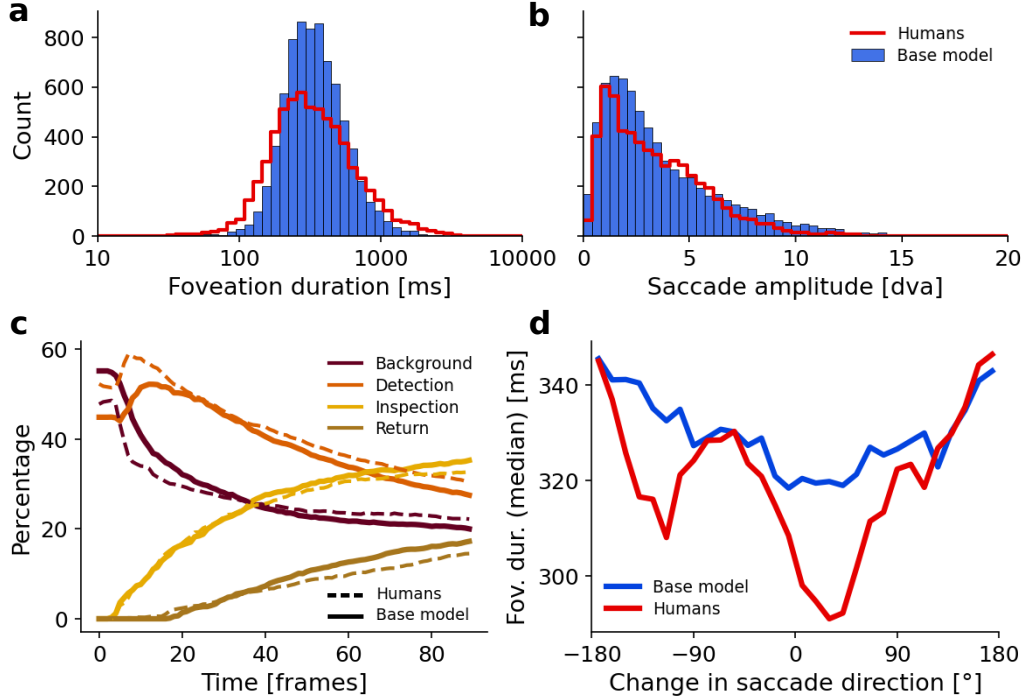 a
800
600
400
200
0
Count
10
100
1000
10000
Foveation duration [ms]
b
Humans
Base model
0
5
10
15
20
Saccade amplitude [dva]
c
60
40
20
0
Percentage
Background
Detection
Inspection
Return
Humans
Base model
0
20
40
60
80
Time [frames]
d
340
320
300
Fov. dur. (median) [ms]
Base model
Humans
−180
−90
0
90
180
Change in saccade direction [°]